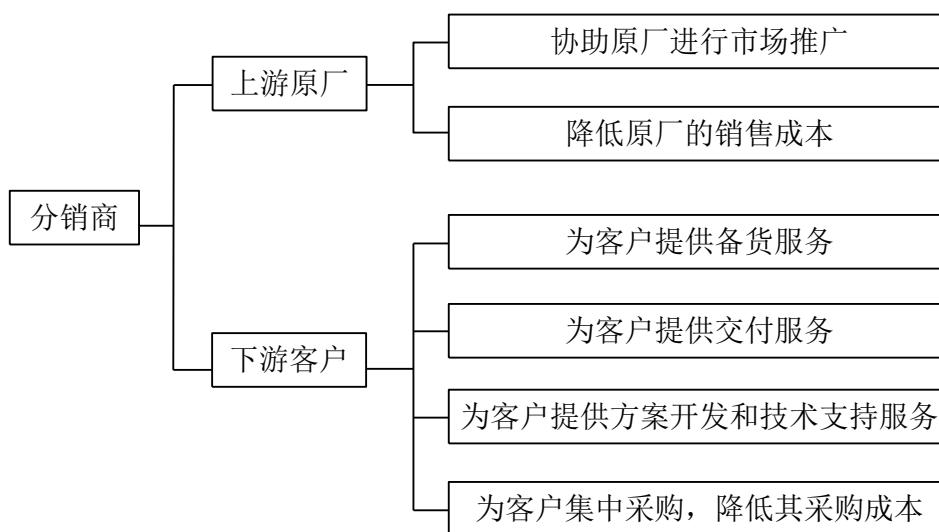 协助原厂进行市场推广
上游原厂
降低原厂的销售成本
分销商
为客户提供备货服务
为客户提供交付服务
下游客户
为客户提供方案开发和技术支持服务
为客户集中采购，降低其采购成本